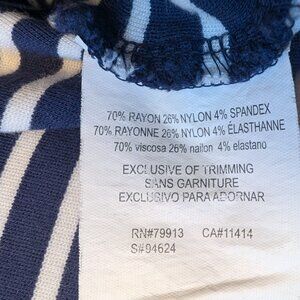 70% RAYON 26% NYLON 4% SPANDEX
70% RAYONNE 26% NYLON 4% ÉLASTHANNE
70% viscosa 26% nailon 4% elastano
EXCLUSIVE OF TRIMMING
SANS GARNITURE
EXCLUSIVO PARA ADORNAR
RN#79913 CA#11414
S#94624